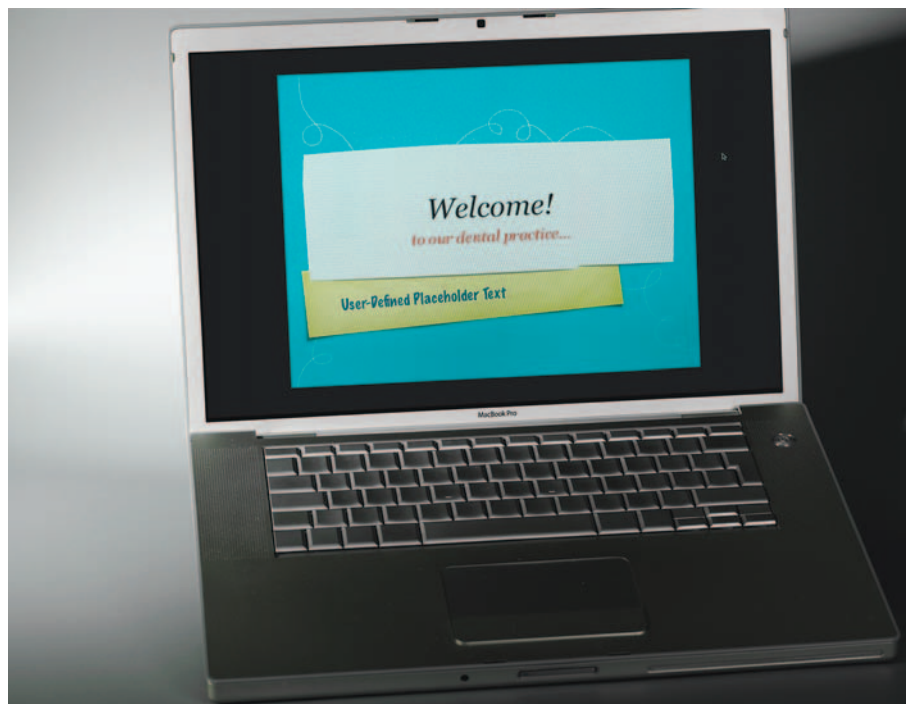 Welcome!
to our dental practice...
User-Defined Placeholder Text
MacBook Pro